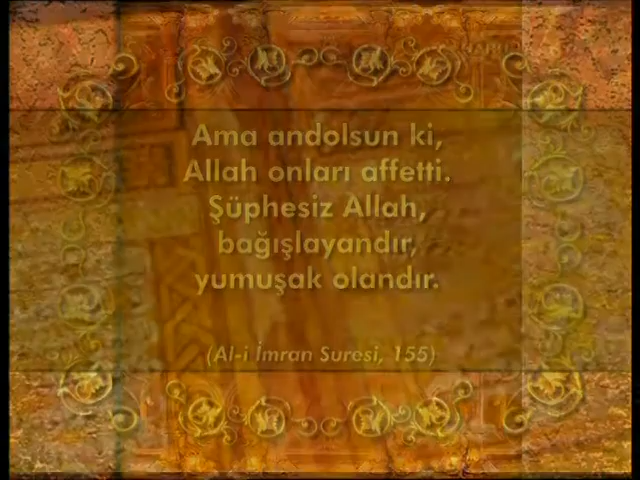 Ama andolsun ki,
Allah onları affetti.
Şüphesiz Allah,
bağışlayandır,
yumuşak olandır.
(Al-i İmran Suresi, 155)